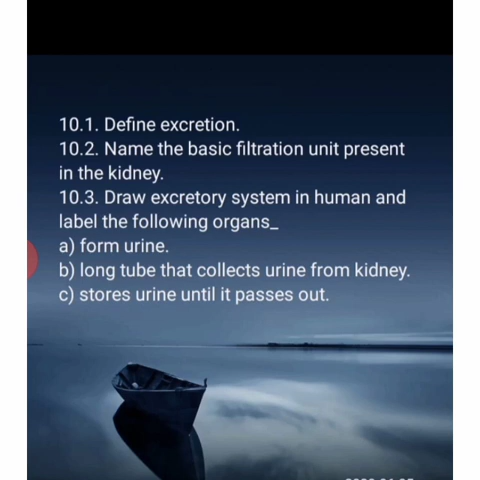 10.1. Define excretion.
10.2. Name the basic filtration unit present
in the kidney.
10.3. Draw excretory system in human and
label the following organs_
a) form urine.
b) long tube that collects urine from kidney.
c) stores urine until it passes out.